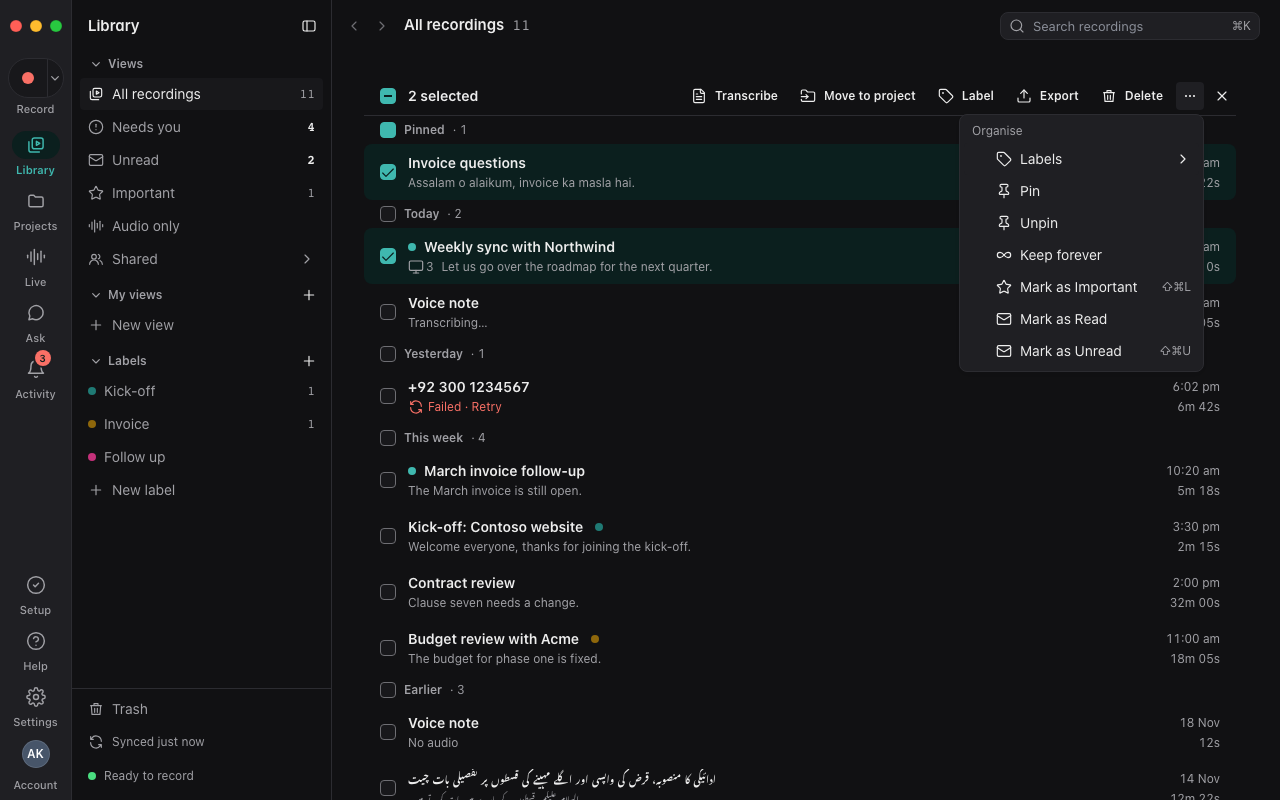 Library
Record
Library
Projects
Live
Ask
3
Activity
Setup
Help
Settings
AK
Account
Views
All recordings 11
Needs you 4
Unread 2
Important 1
Audio only
Shared
My views
New view
Labels
Kick-off 1
Invoice 1
Follow up
New label
Trash
Synced just now
Ready to record
All recordings 11
Search recordings ⌘K
2 selected
Transcribe Move to project Label Export Delete
Organise
Labels
Pin
Unpin
Keep forever
Mark as Important ⇧⌘L
Mark as Read
Mark as Unread ⇧⌘U
Pinned · 1
Invoice questions am
Assalam o alaikum, invoice ka masla hai.
Today · 2
Weekly sync with Northwind am
3 Let us go over the roadmap for the next quarter. 0s
Voice note am
Transcribing...
Yesterday · 1
+92 300 1234567 6:02 pm
Failed · Retry 6m 42s
This week · 4
March invoice follow-up 10:20 am
The March invoice is still open. 5m 18s
Kick-off: Contoso website 3:30 pm
Welcome everyone, thanks for joining the kick-off. 2m 15s
Contract review 2:00 pm
Clause seven needs a change. 32m 00s
Budget review with Acme 11:00 am
The budget for phase one is fixed. 18m 05s
Earlier · 3
Voice note 18 Nov
No audio 12s
ادائیگی کا منصوبہ، قرض کی واپسی اور اگلے مہینے کی قسطوں پر تفصیلی بات چیت 14 Nov
12m 22s